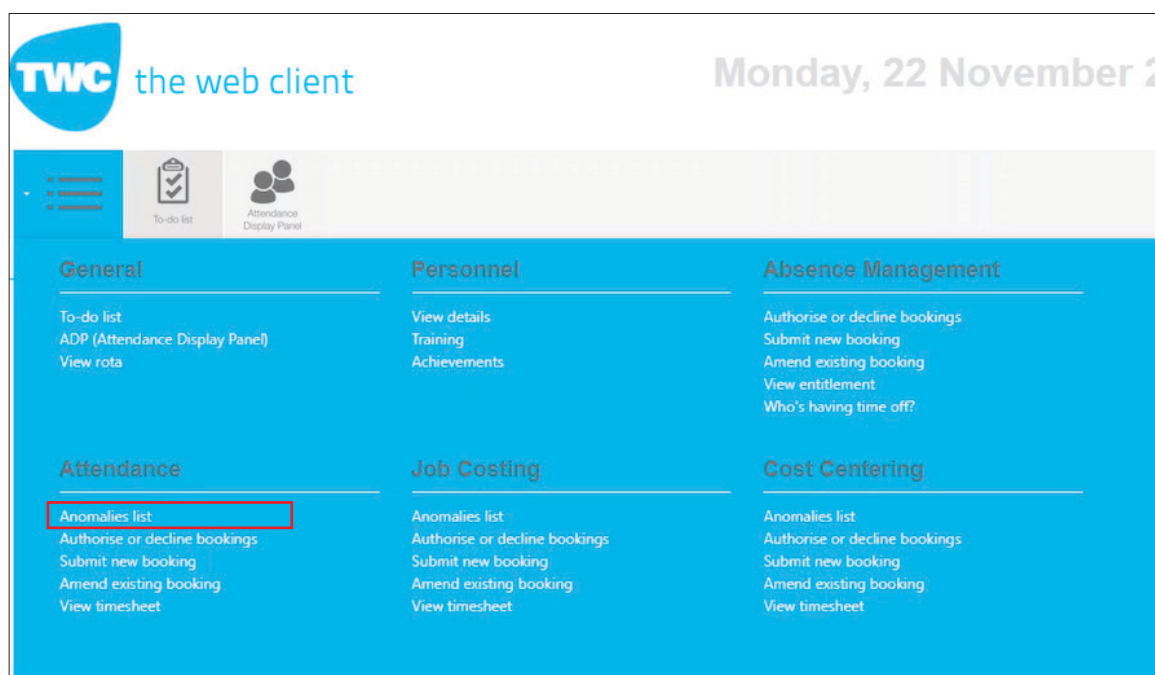 TWC the web client
Monday, 22 November 2
To-do list
Attendance
Display Panel
General
To-do list
ADP (Attendance Display Panel)
View rota
Personnel
View details
Training
Achievements
Absence Management
Authorise or decline bookings
Submit new booking
Amend existing booking
View entitlement
Who's having time off?
Attendance
Anomalies list
Authorise or decline bookings
Submit new booking
Amend existing booking
View timesheet
Job Costing
Anomalies list
Authorise or decline bookings
Submit new booking
Amend existing booking
View timesheet
Cost Centering
Anomalies list
Authorise or decline bookings
Submit new booking
Amend existing booking
View timesheet